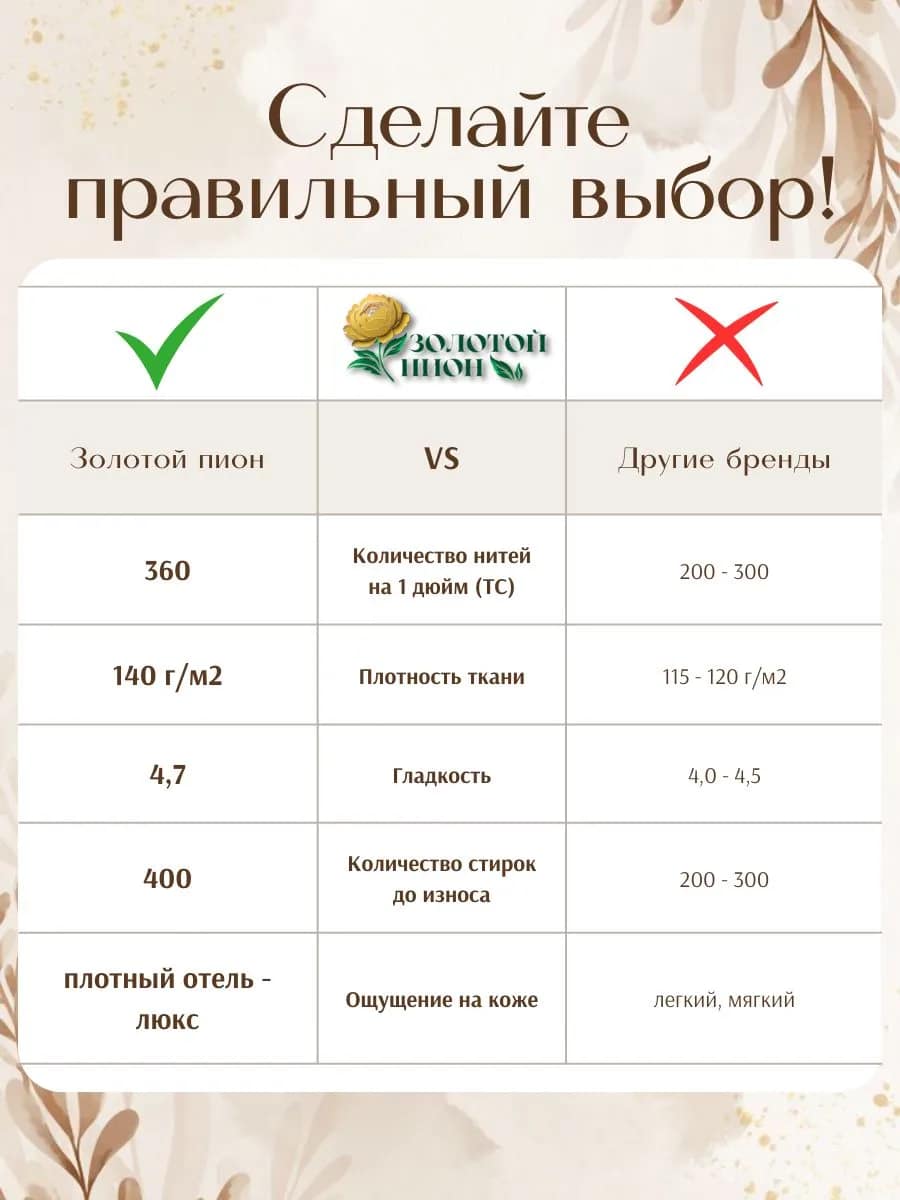 Сделайте
правильный выбор!
ЗОЛОТОЙ
ПИОН
Золотой пион
VS
Другие бренды
360
Количество нитей
на 1 дюйм (ТС)
200 - 300
140 г/м2
Плотность ткани
115 - 120 г/м2
4,7
Гладкость
4,0 - 4,5
400
Количество стирок
до износа
200 - 300
плотный отель -
люкс
Ощущение на коже
легкий, мягкий